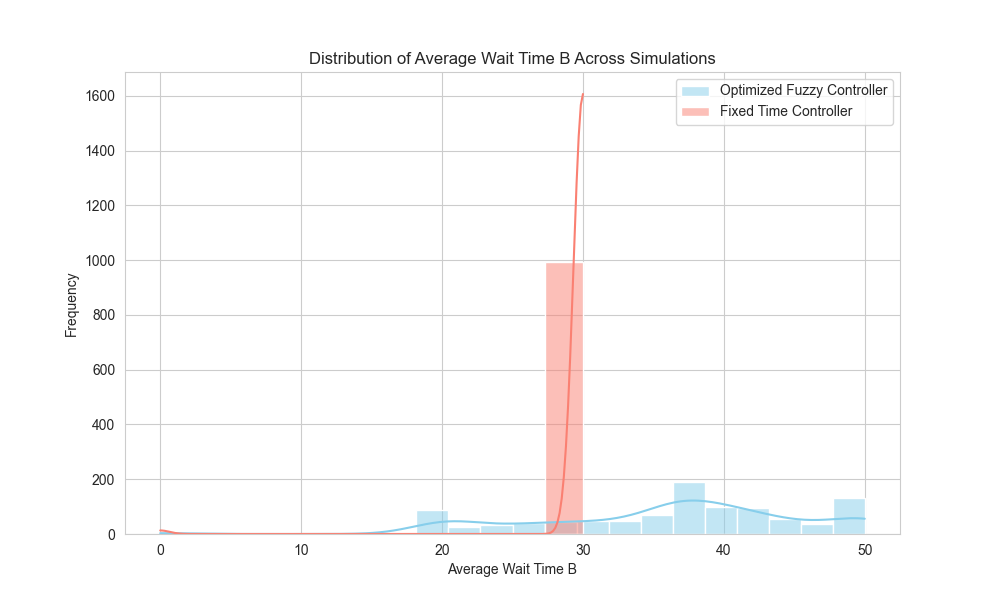 Distribution of Average Wait Time B Across Simulations
Optimized Fuzzy Controller
Fixed Time Controller
1600
1400
1200
1000
800
600
400
200
0
Frequency
0 10 20 30 40 50
Average Wait Time B